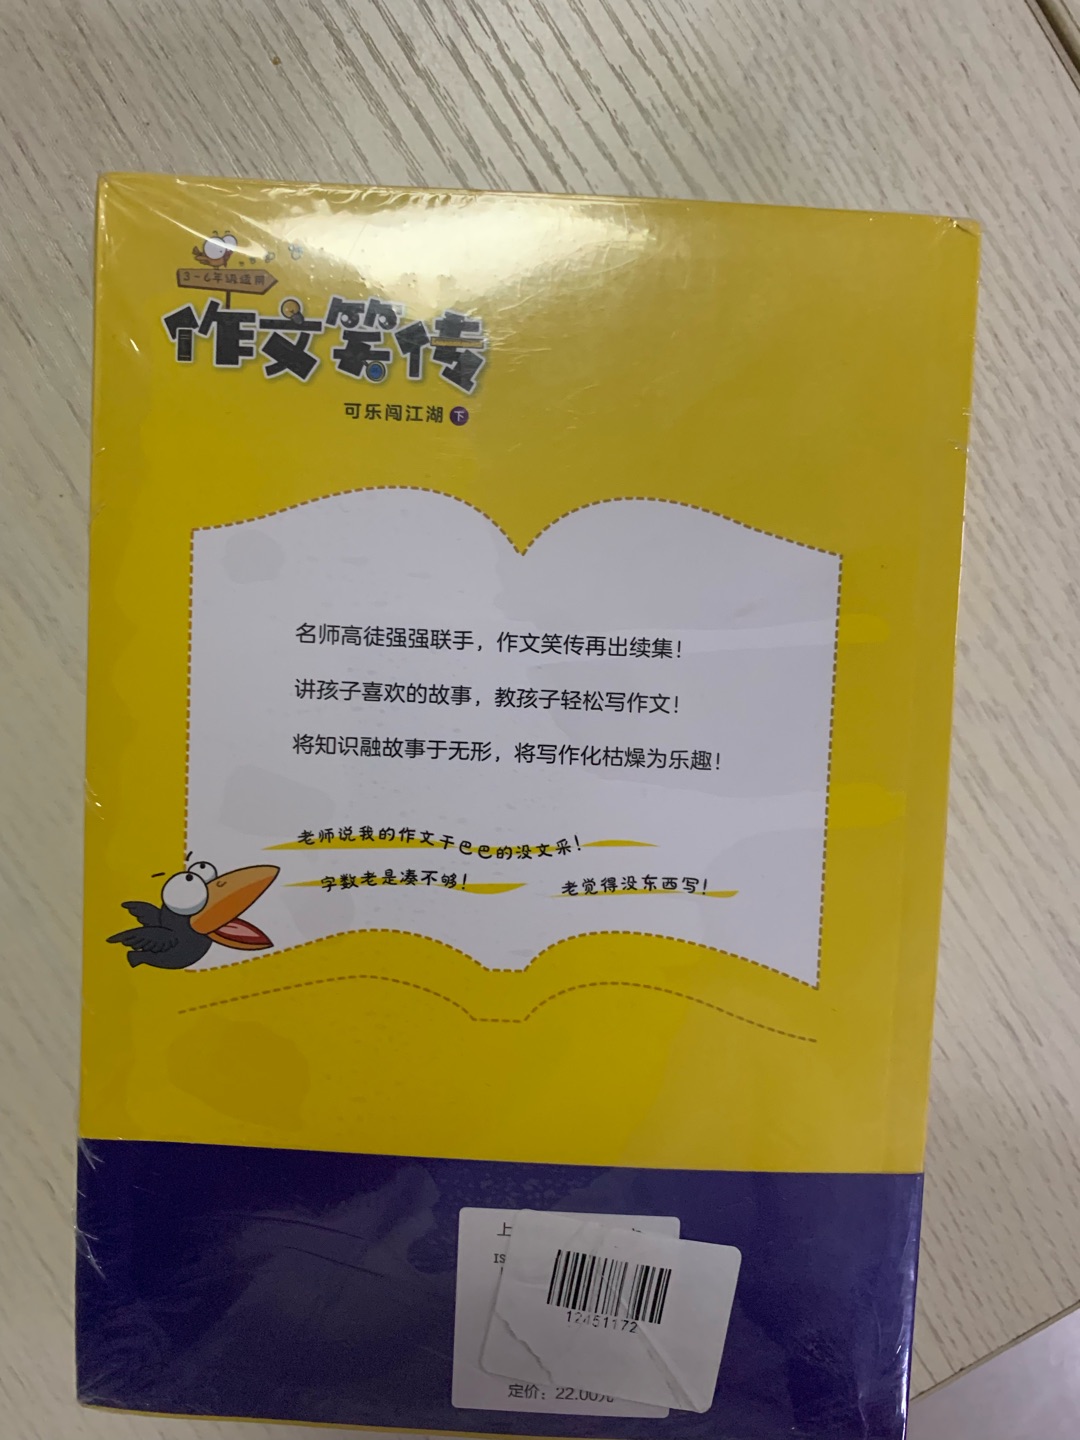 3-6年级适用
作文笑传
可乐闯江湖 下
名师高徒强强联手，作文笑传再出续集！
讲孩子喜欢的故事，教孩子轻松写作文！
将知识融故事于无形，将写作化枯燥为乐趣！
老师说我的作文干巴巴的没文采！
字数老是凑不够！ 老觉得没东西写！
上
IS
12451172
定价：22.00元